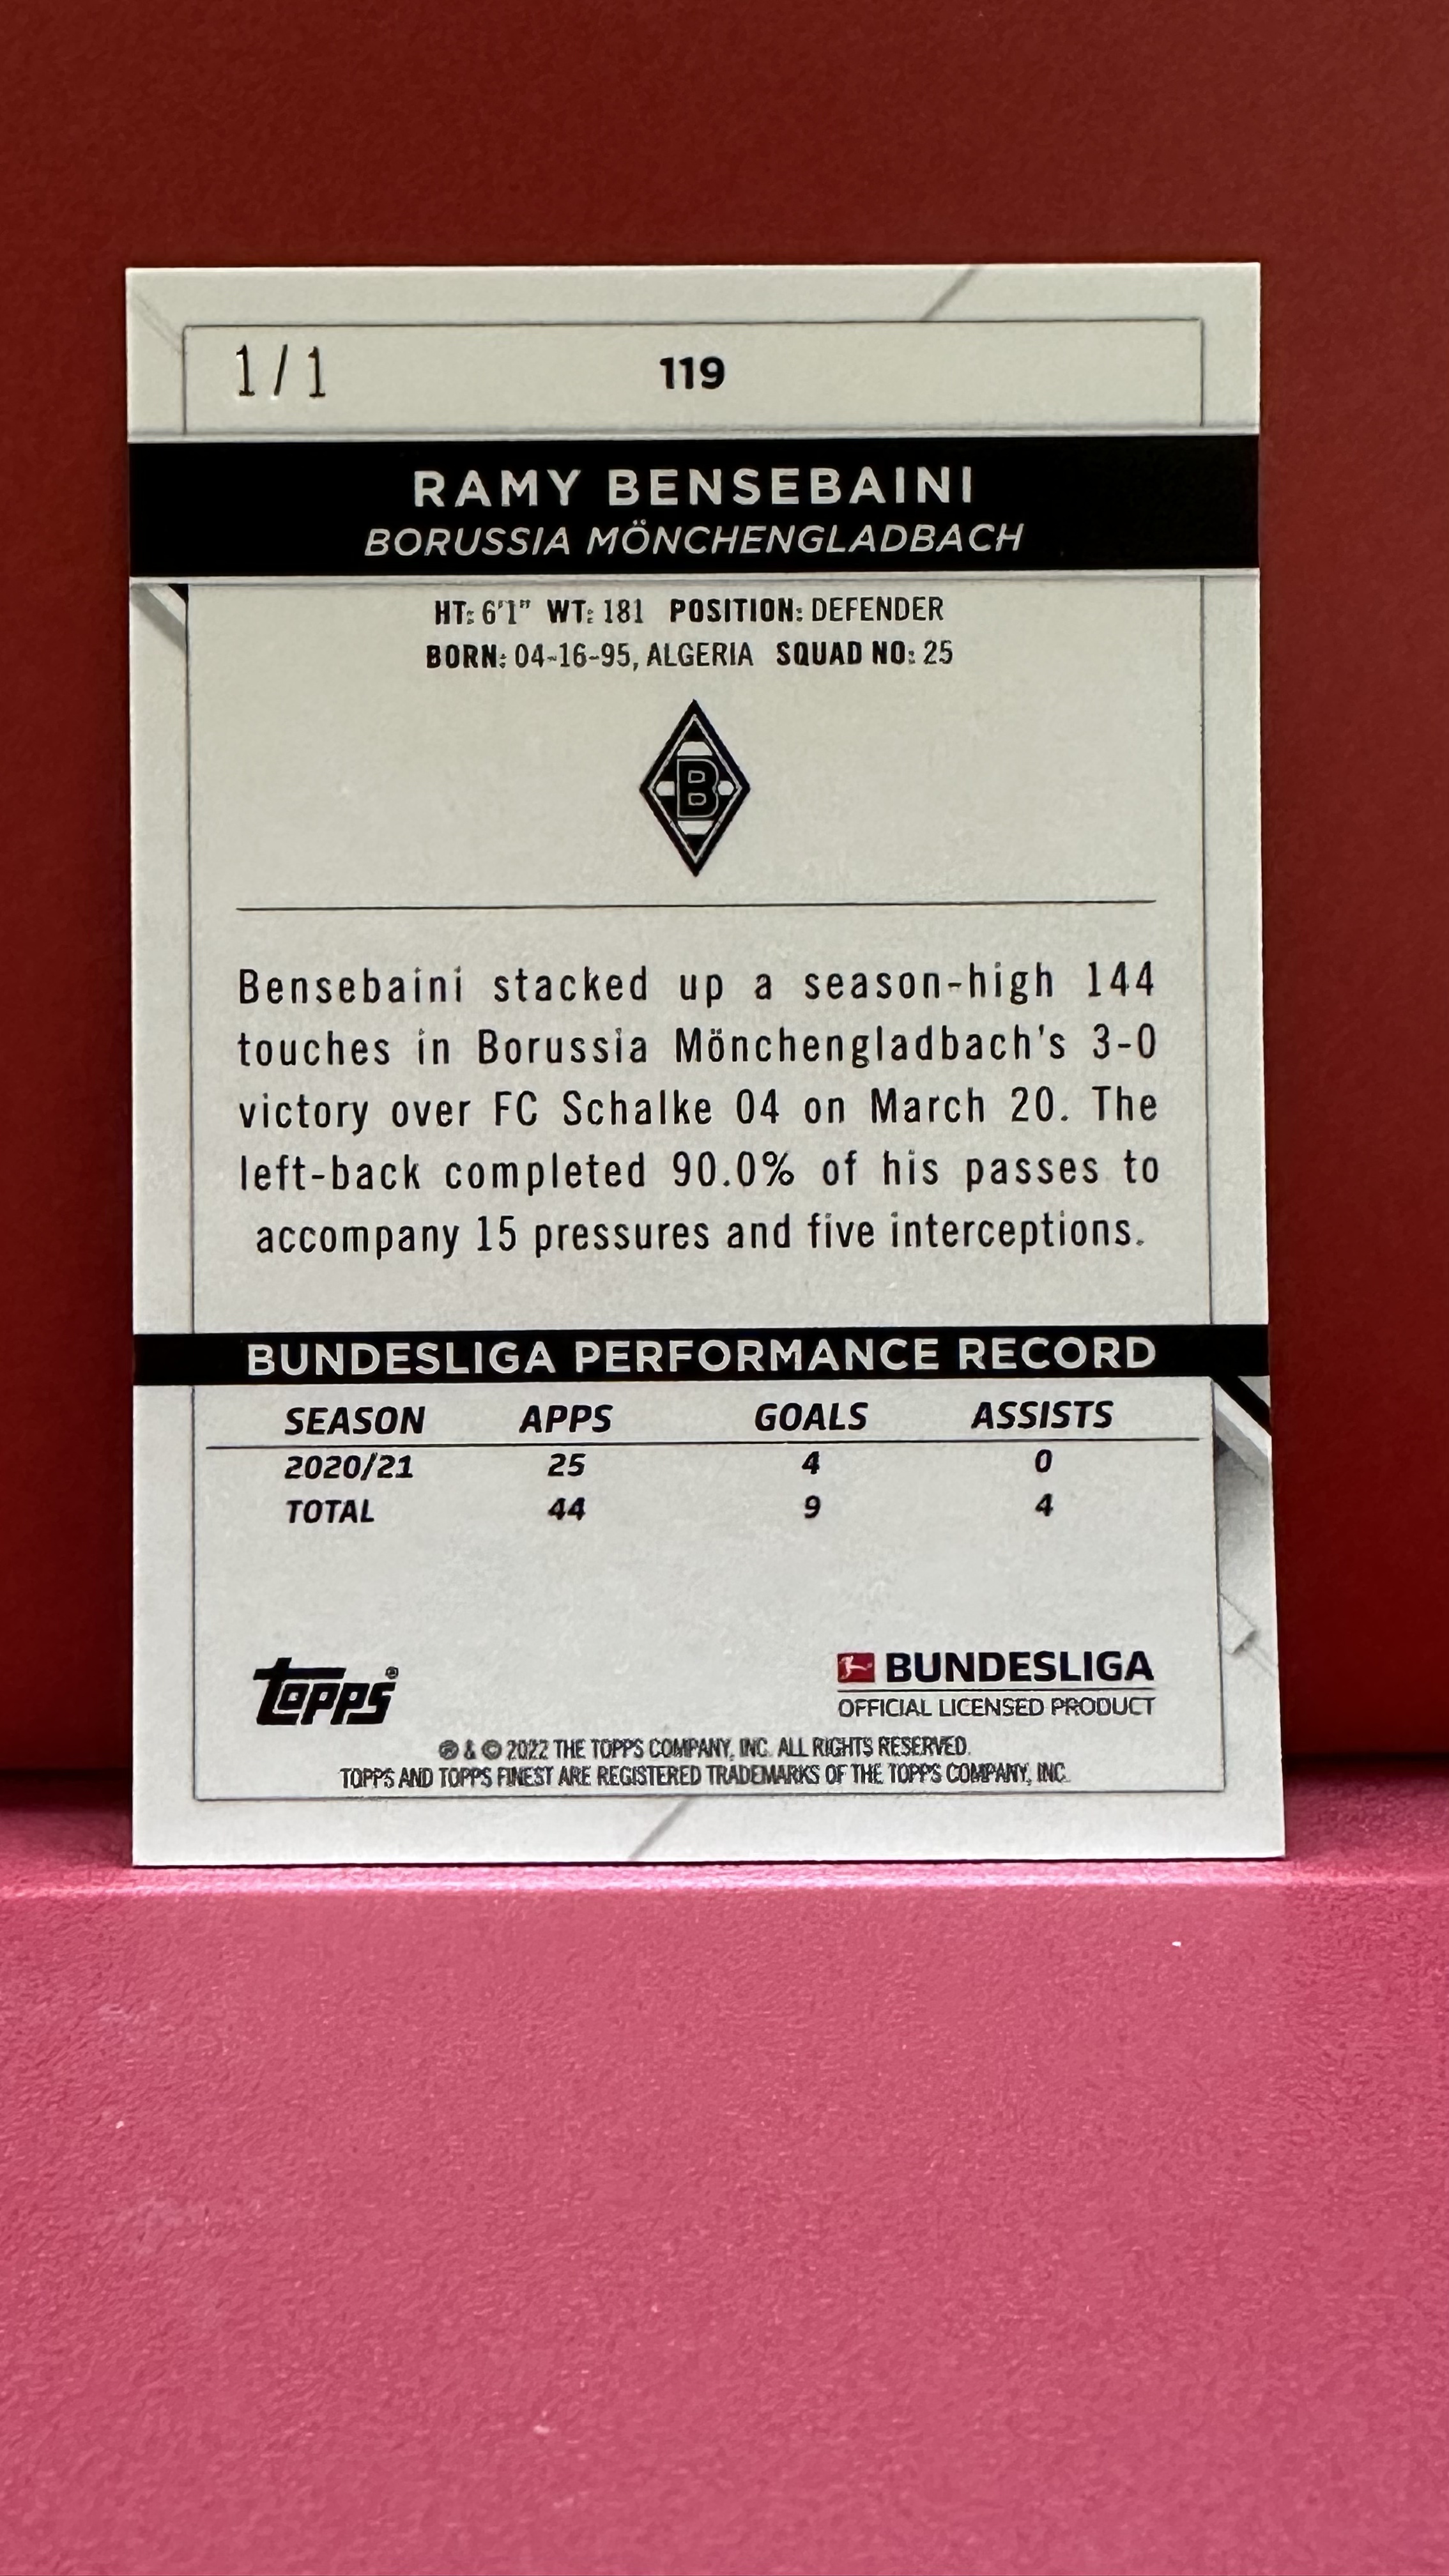 1/1 119
RAMY BENSEBAINI
BORUSSIA MÖNCHENGLADBACH
HT: 6'1" WT: 181 POSITION: DEFENDER
BORN: 04-16-95, ALGERIA SQUAD NO: 25
B
Bensebaini stacked up a season-high 144
touches in Borussia Mönchengladbach's 3-0
victory over FC Schalke 04 on March 20. The
left-back completed 90.0% of his passes to
accompany 15 pressures and five interceptions.
BUNDESLIGA PERFORMANCE RECORD
SEASON APPS GOALS ASSISTS
2020/21 25 4 0
TOTAL 44 9 4
topps®
BUNDESLIGA
OFFICIAL LICENSED PRODUCT
® & © 2022 THE TOPPS COMPANY, INC. ALL RIGHTS RESERVED.
TOPPS AND TOPPS FINEST ARE REGISTERED TRADEMARKS OF THE TOPPS COMPANY, INC.